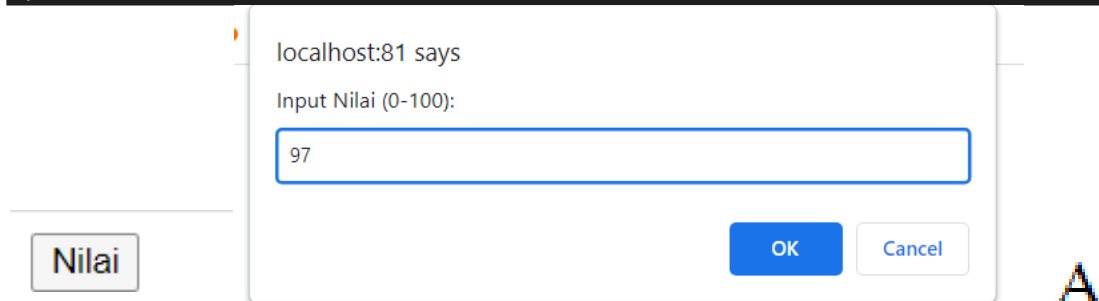 localhost:81 says
Input Nilai (0-100):
97
OK
Cancel
Nilai
A